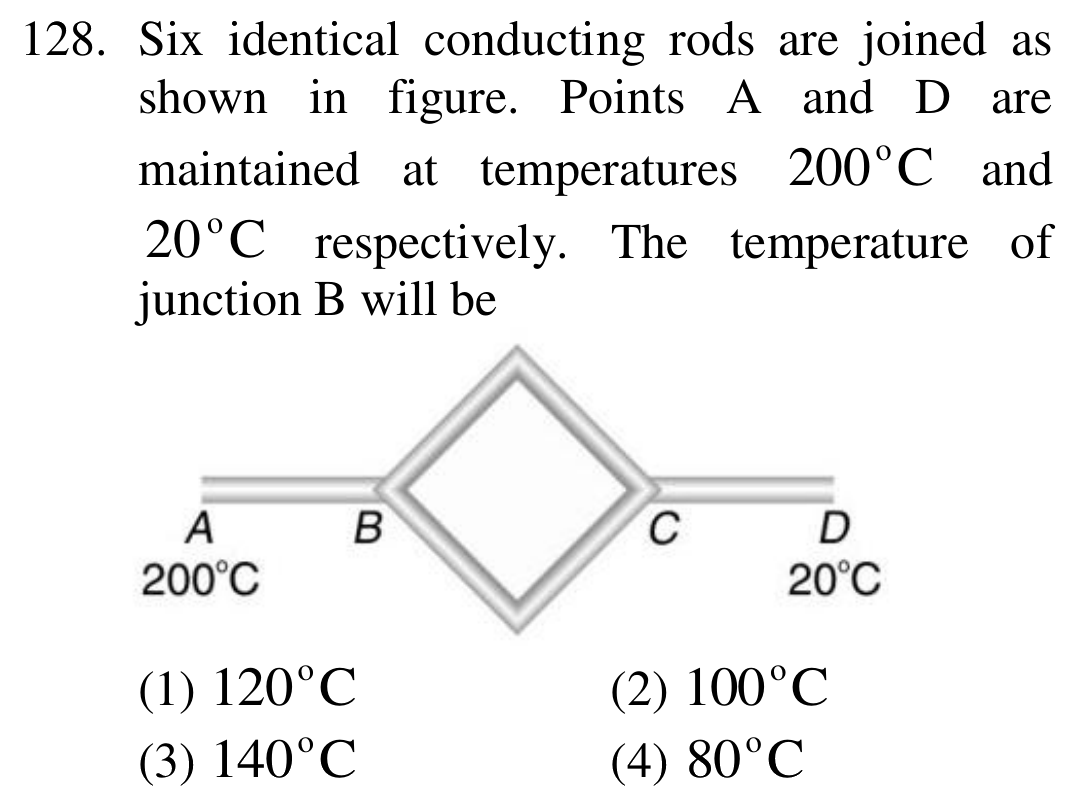 128. Six identical conducting rods are joined as
shown in figure. Points A and D are
maintained at temperatures 200°C and
20°C respectively. The temperature of
junction B will be
A B C D
200°C 20°C
(1) 120°C (2) 100°C
(3) 140°C (4) 80°C